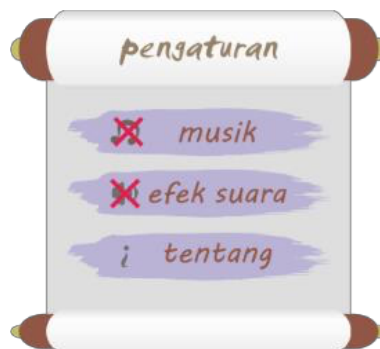 pengaturan
musik
efek suara
i tentang